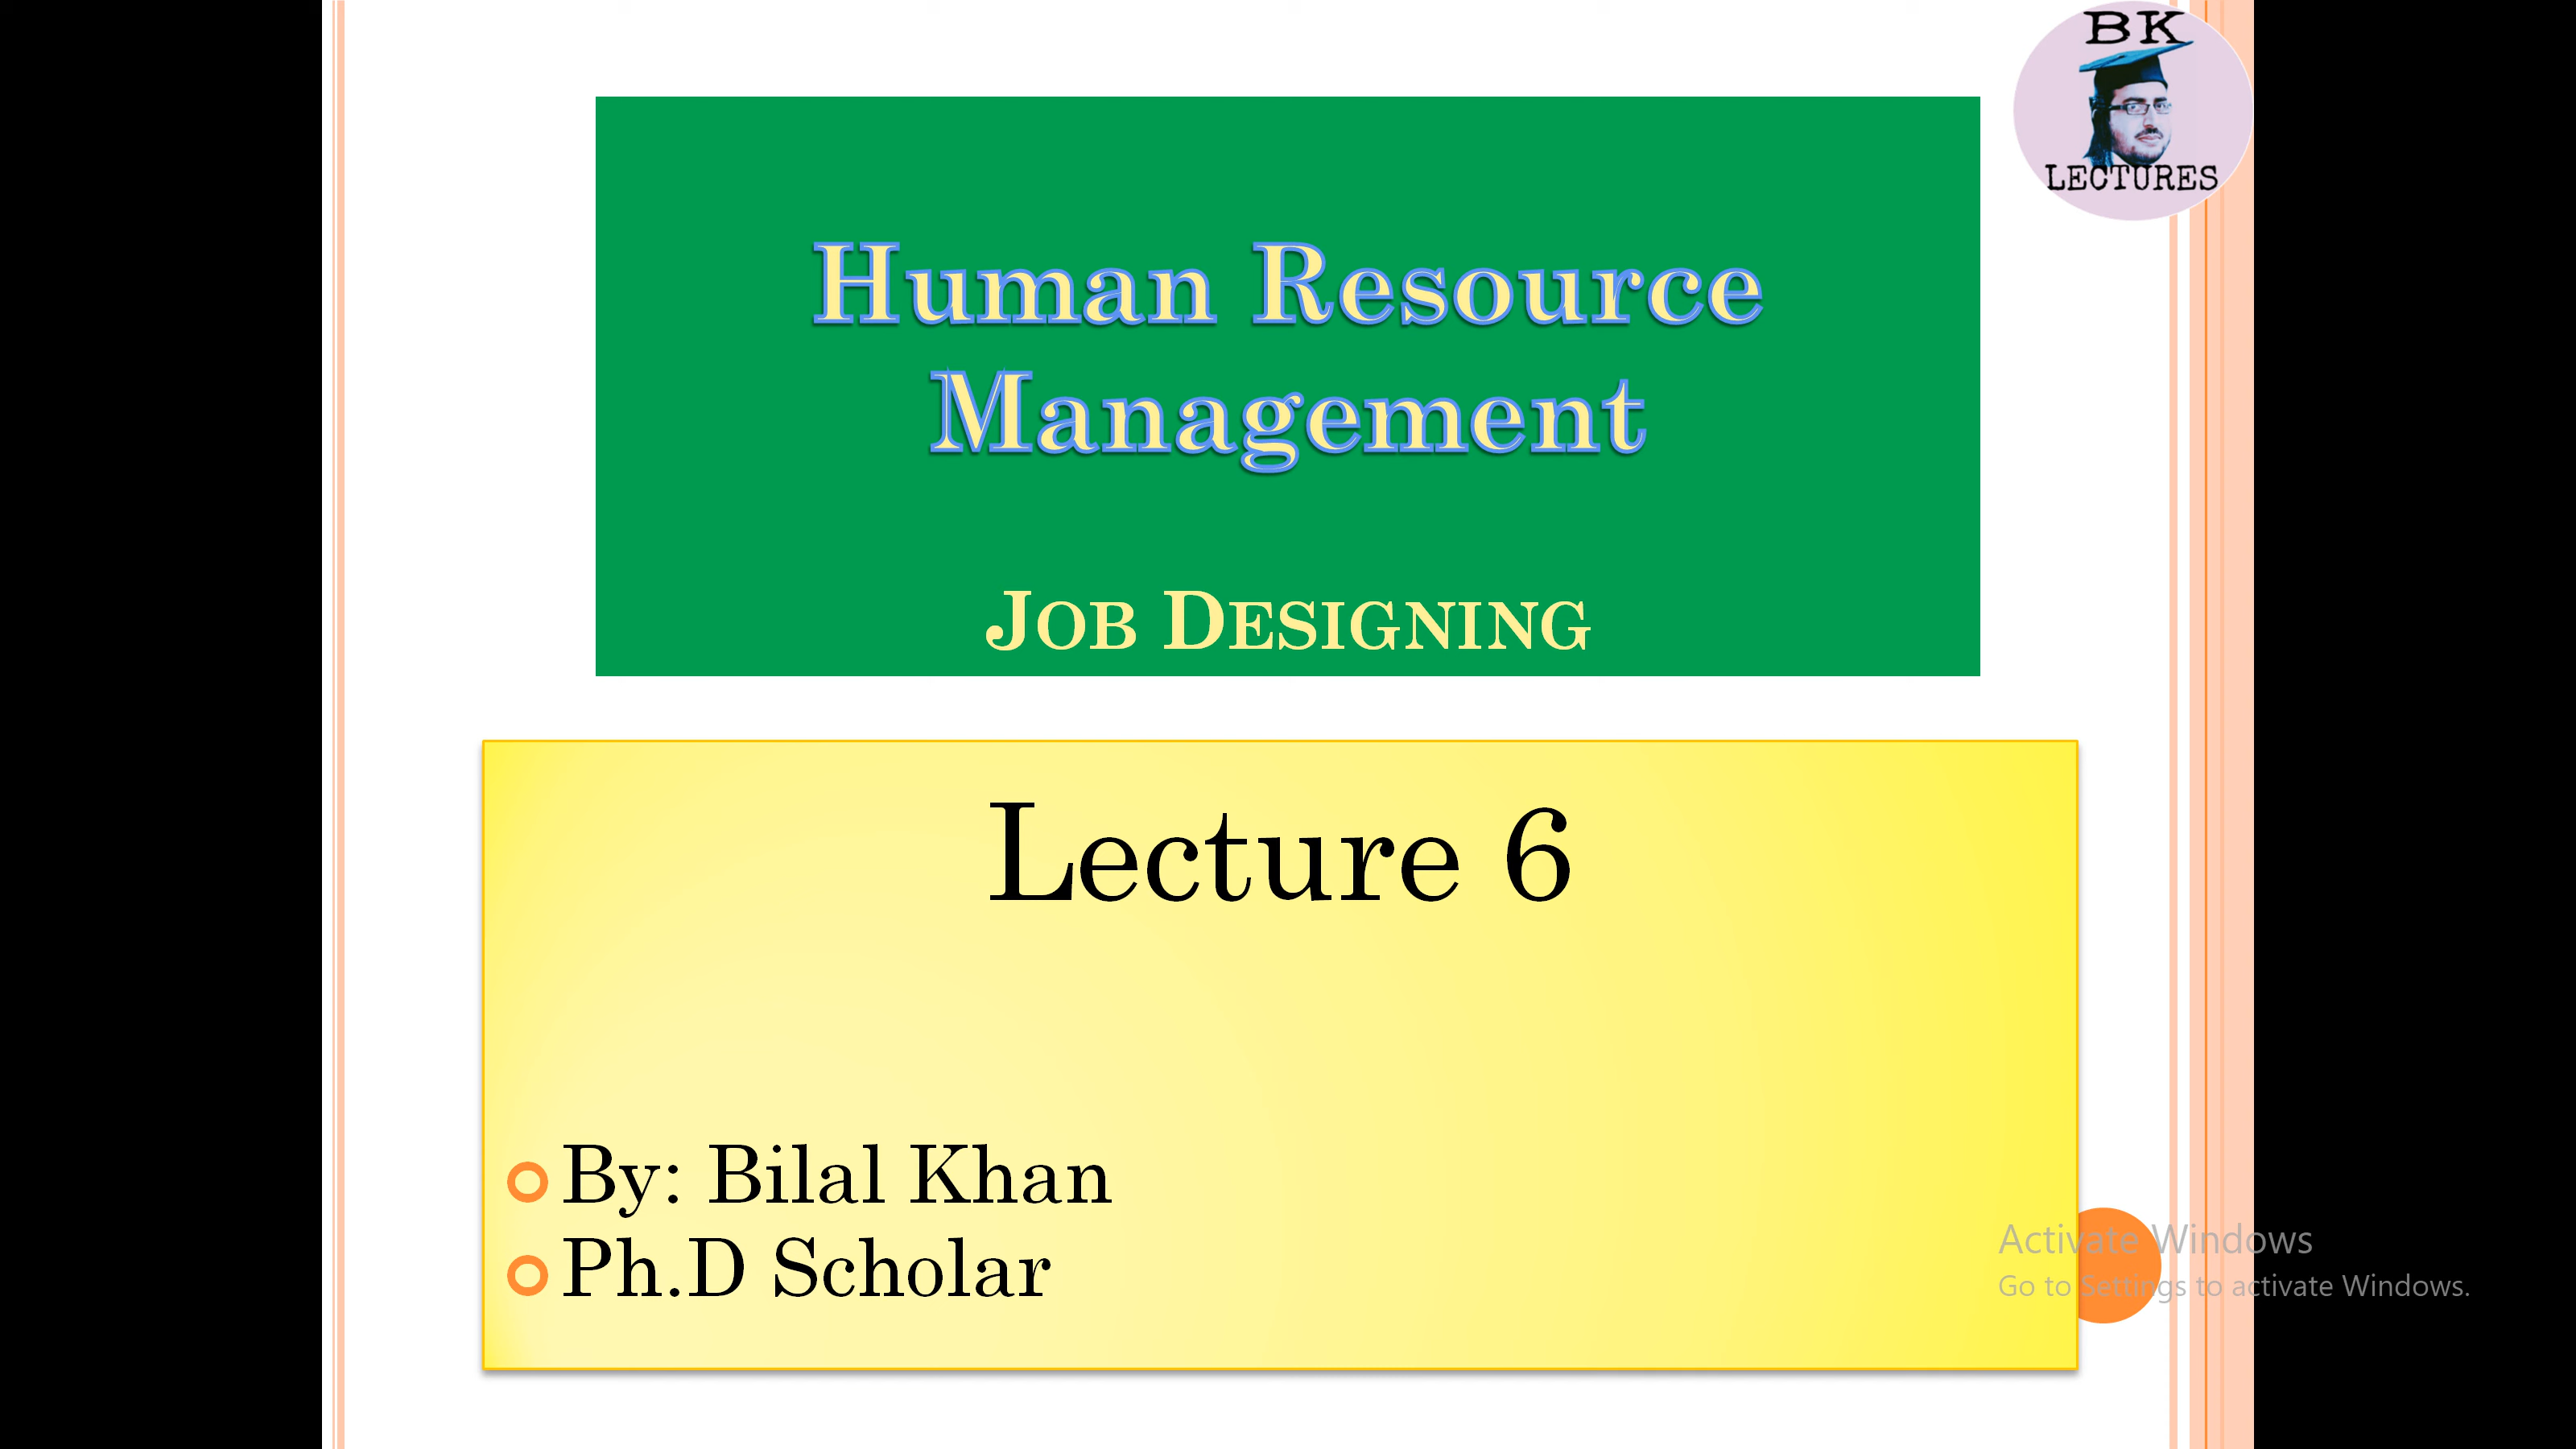 BK
LECTURES
Human Resource
Management
JOB DESIGNING
Lecture 6
By: Bilal Khan
Ph.D Scholar
Activate Windows
Go to Settings to activate Windows.